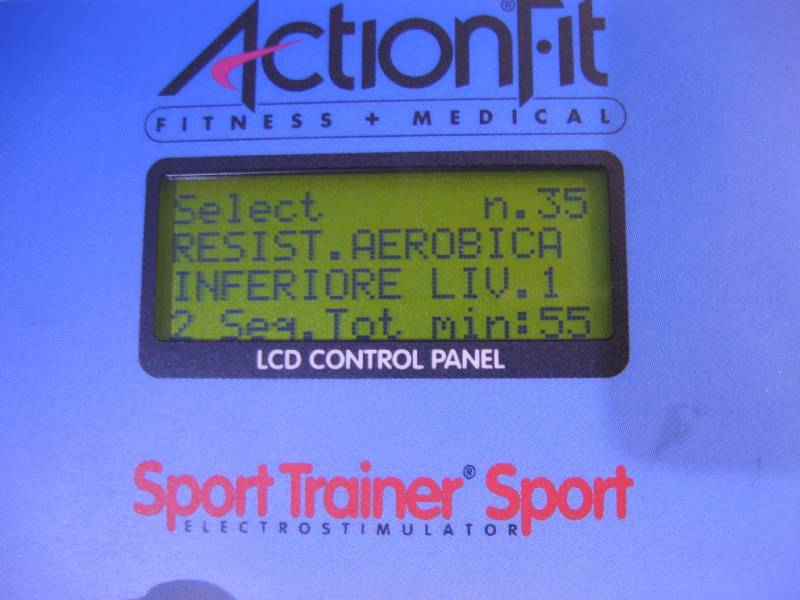 ActionFit®
FITNESS + MEDICAL
Select n.35
RESIST.AEROBICA
INFERIORE LIV.1
2 Seq.Tot min:55
LCD CONTROL PANEL
Sport Trainer® Sport
ELECTROSTIMULATOR